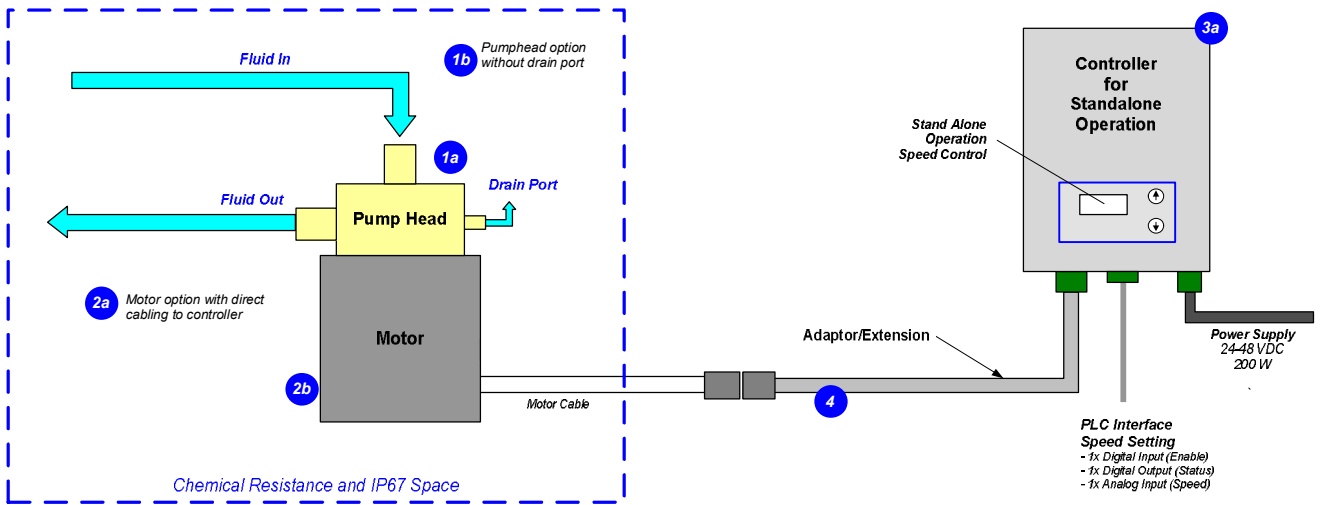 Fluid In
1b
Pumphead option
without drain port
1a
Drain Port
Fluid Out
Pump Head
2a
Motor option with direct
cabling to controller
Motor
2b
Motor Cable
Chemical Resistance and IP67 Space
3a
Controller
for
Standalone
Operation
Stand Alone
Operation
Speed Control
Adaptor/Extension
4
Power Supply
24-48 VDC
200 W
PLC Interface
Speed Setting
- 1x Digital Input (Enable)
- 1x Digital Output (Status)
- 1x Analog Input (Speed)